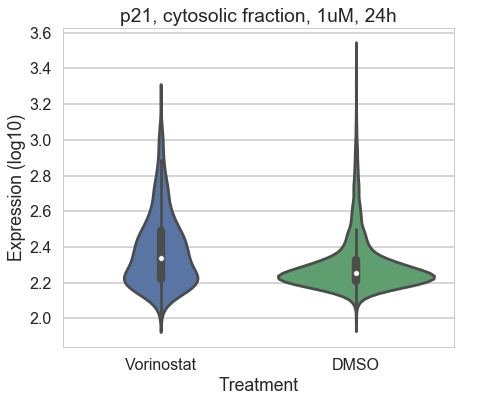 p21, cytosolic fraction, 1uM, 24h
Expression (log10)
3.6
3.4
3.2
3.0
2.8
2.6
2.4
2.2
2.0
Vorinostat
DMSO
Treatment